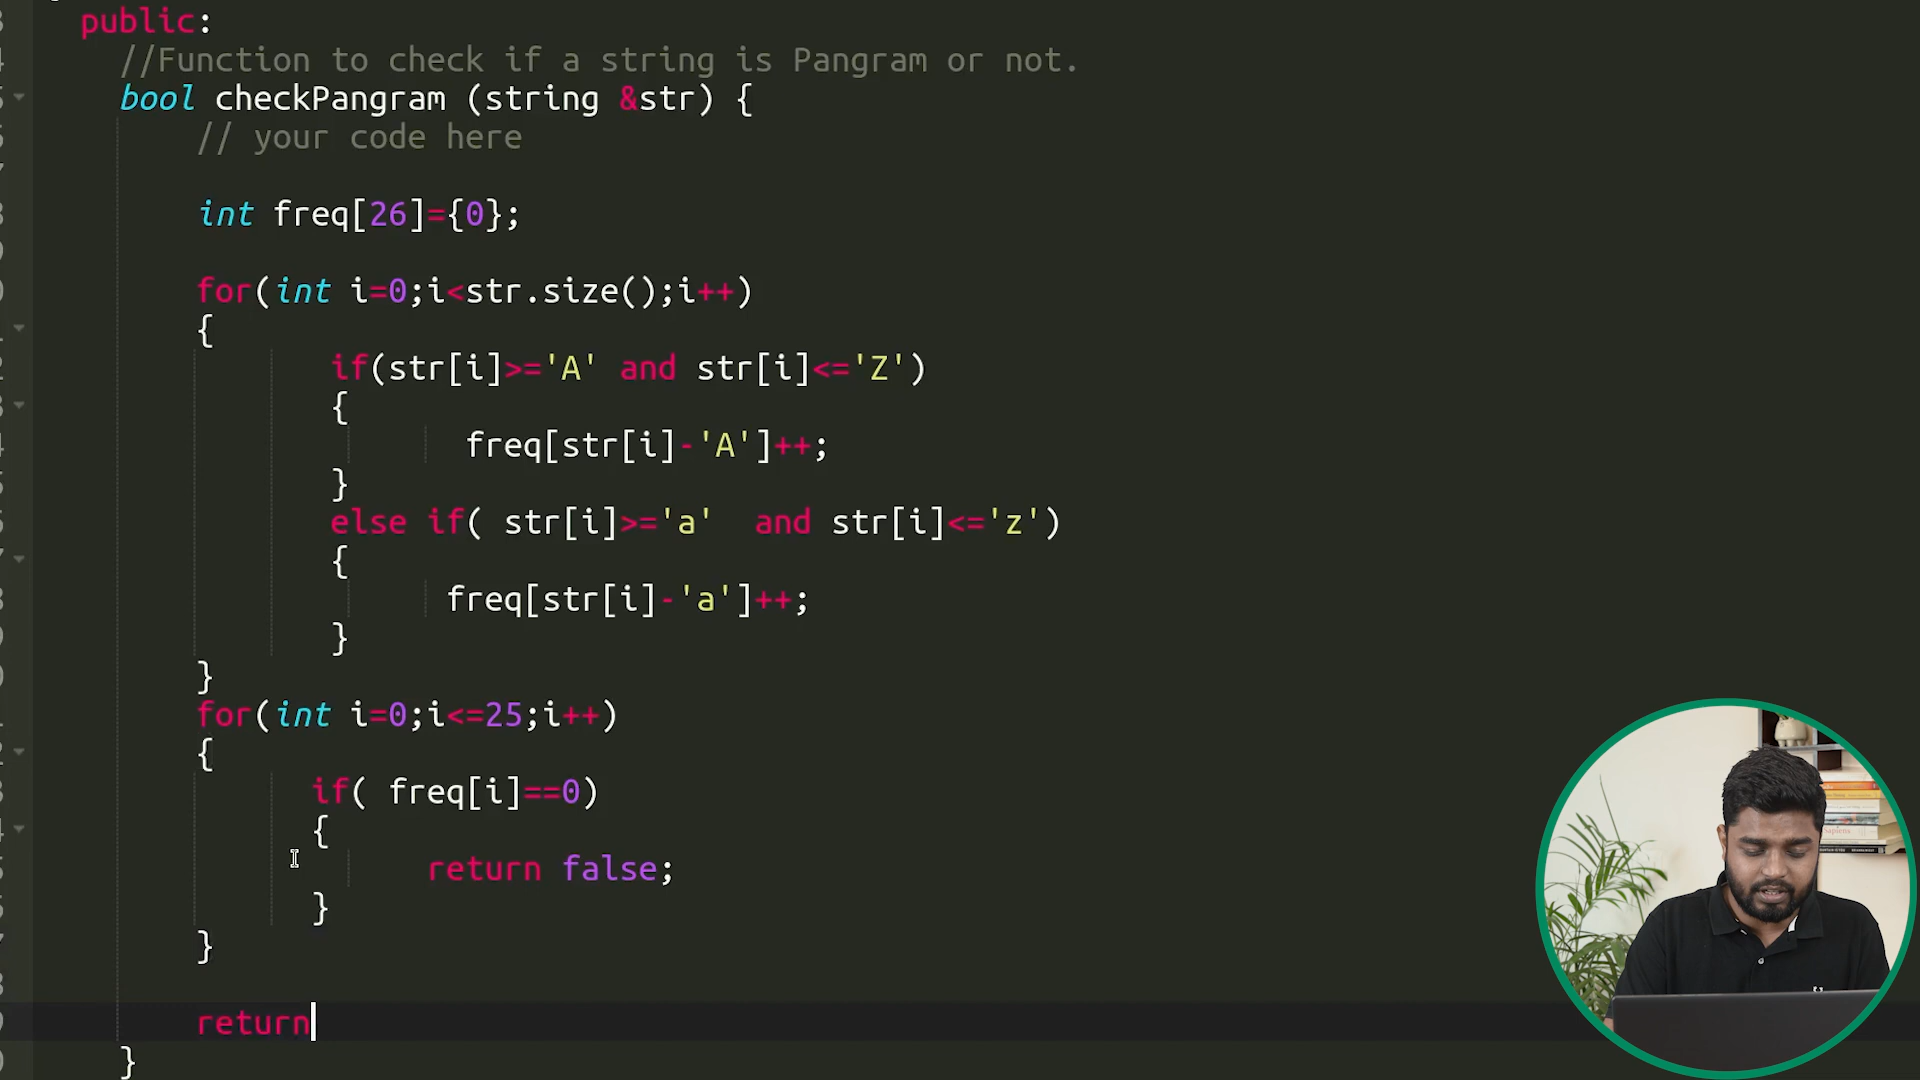 public:
//Function to check if a string is Pangram or not.
bool checkPangram (string &str) {
// your code here
int freq[26]={0};
for(int i=0;i<str.size();i++)
{
if(str[i]>='A' and str[i]<='Z')
{
freq[str[i]-'A']++;
}
else if( str[i]>='a'  and str[i]<='z')
{
freq[str[i]-'a']++;
}
}
for(int i=0;i<=25;i++)
{
if( freq[i]==0)
{
return false;
}
}
return
}